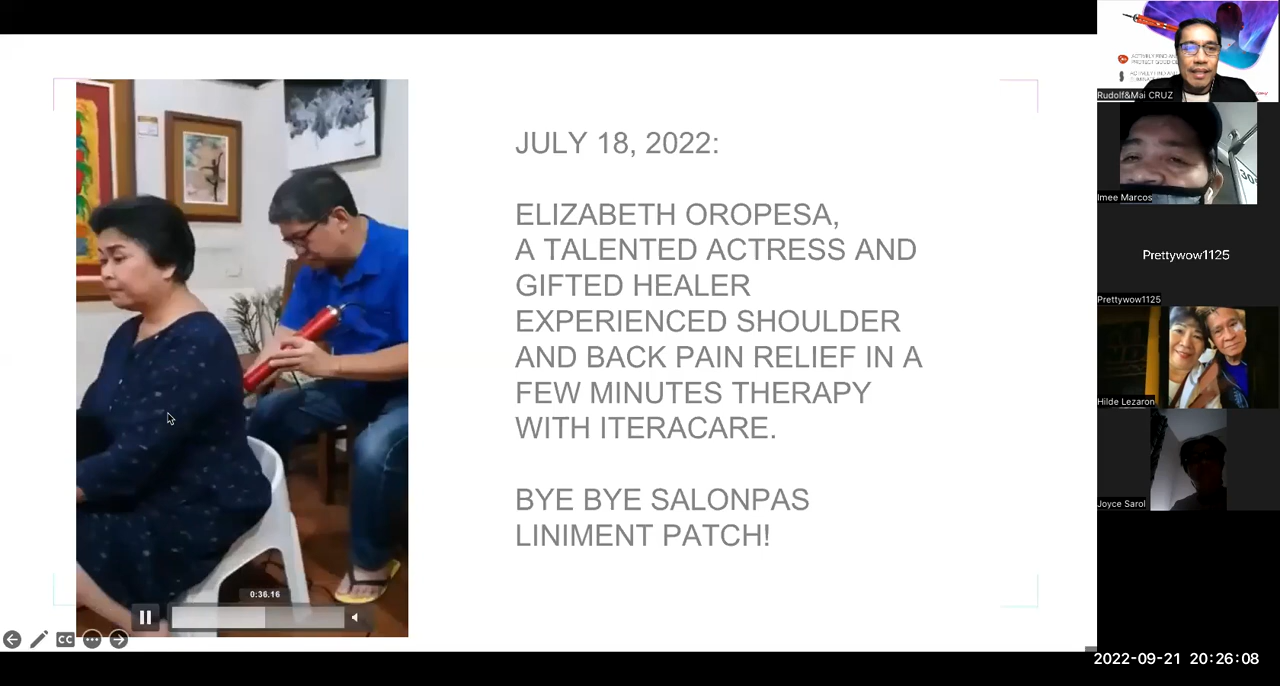 JULY 18, 2022:
ELIZABETH OROPESA,
A TALENTED ACTRESS AND
GIFTED HEALER
EXPERIENCED SHOULDER
AND BACK PAIN RELIEF IN A
FEW MINUTES THERAPY
WITH ITERACARE.
BYE BYE SALONPAS
LINIMENT PATCH!
0:36.16
CC
Rudolf&Mai CRUZ
Imee Marcos
Prettywow1125
Prettywow1125
Hilde Lezaron
Joyce Sarol
2022-09-21 20:26:08